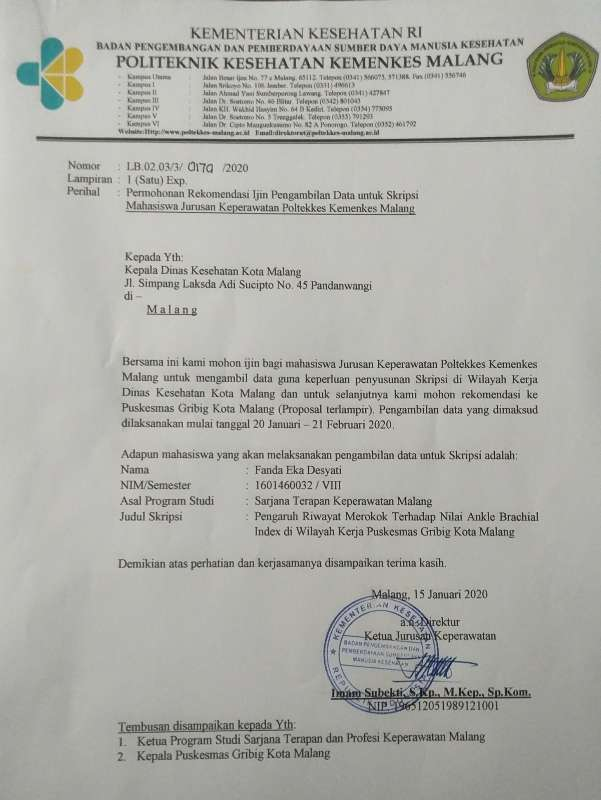 KEMENTERIAN KESEHATAN RI
BADAN PENGEMBANGAN DAN PEMBERDAYAAN SUMBER DAYA MANUSIA KESEHATAN
POLITEKNIK KESEHATAN KEMENKES MALANG
- Kampus Utama : Jalan Besar Ijen No. 77 c Malang, 65112. Telepon (0341) 566075, 571388. Fax (0341) 556746
- Kampus I : Jalan Srikoyo No. 106 Jember. Telepon (0331) 486613
- Kampus II : Jalan Ahmad Yani Sumberporong Lawang. Telepon (0341) 427847
- Kampus III : Jalan Dr. Soetomo No. 46 Blitar. Telepon (0342) 801043
- Kampus IV : Jalan KH. Wakhid Hasyim No. 64 B Kediri. Telepon (0354) 773095
- Kampus V : Jalan Dr. Soetomo No. 5 Trenggalek. Telepon (0355) 791293
- Kampus VI : Jalan Dr. Cipto Mangunkusumo No. 82 A Ponorogo. Telepon (0352) 461792
Website:Http://www.poltekkes-malang.ac.id Email:direktorat@poltekkes-malang.ac.id
Nomor : LB.02.03/3/ 0179 /2020
Lampiran : 1 (Satu) Exp.
Perihal : Permohonan Rekomendasi Ijin Pengambilan Data untuk Skripsi
Mahasiswa Jurusan Keperawatan Poltekkes Kemenkes Malang
Kepada Yth:
Kepala Dinas Kesehatan Kota Malang
Jl. Simpang Laksda Adi Sucipto No. 45 Pandanwangi
di –
M a l a n g
Bersama ini kami mohon ijin bagi mahasiswa Jurusan Keperawatan Poltekkes Kemenkes
Malang untuk mengambil data guna keperluan penyusunan Skripsi di Wilayah Kerja
Dinas Kesehatan Kota Malang dan untuk selanjutnya kami mohon rekomendasi ke
Puskesmas Gribig Kota Malang (Proposal terlampir). Pengambilan data yang dimaksud
dilaksanakan mulai tanggal 20 Januari – 21 Februari 2020.
Adapun mahasiswa yang akan melaksanakan pengambilan data untuk Skripsi adalah:
Nama : Fanda Eka Desyati
NIM/Semester : 1601460032 / VIII
Asal Program Studi : Sarjana Terapan Keperawatan Malang
Judul Skripsi : Pengaruh Riwayat Merokok Terhadap Nilai Ankle Brachial
Index di Wilayah Kerja Puskesmas Gribig Kota Malang
Demikian atas perhatian dan kerjasamanya disampaikan terima kasih.
Malang, 15 Januari 2020
a.n. Direktur
Ketua Jurusan Keperawatan
KEMENTERIAN KESEHATAN
BADAN PENGEMBANGAN DAN
PEMBERDAYAAN SUMBER
MANUSIA KESEHATAN
Imam Subekti, S.Kp., M.Kep., Sp.Kom.
NIP. 196512051989121001
Tembusan disampaikan kepada Yth:
1. Ketua Program Studi Sarjana Terapan dan Profesi Keperawatan Malang
2. Kepala Puskesmas Gribig Kota Malang